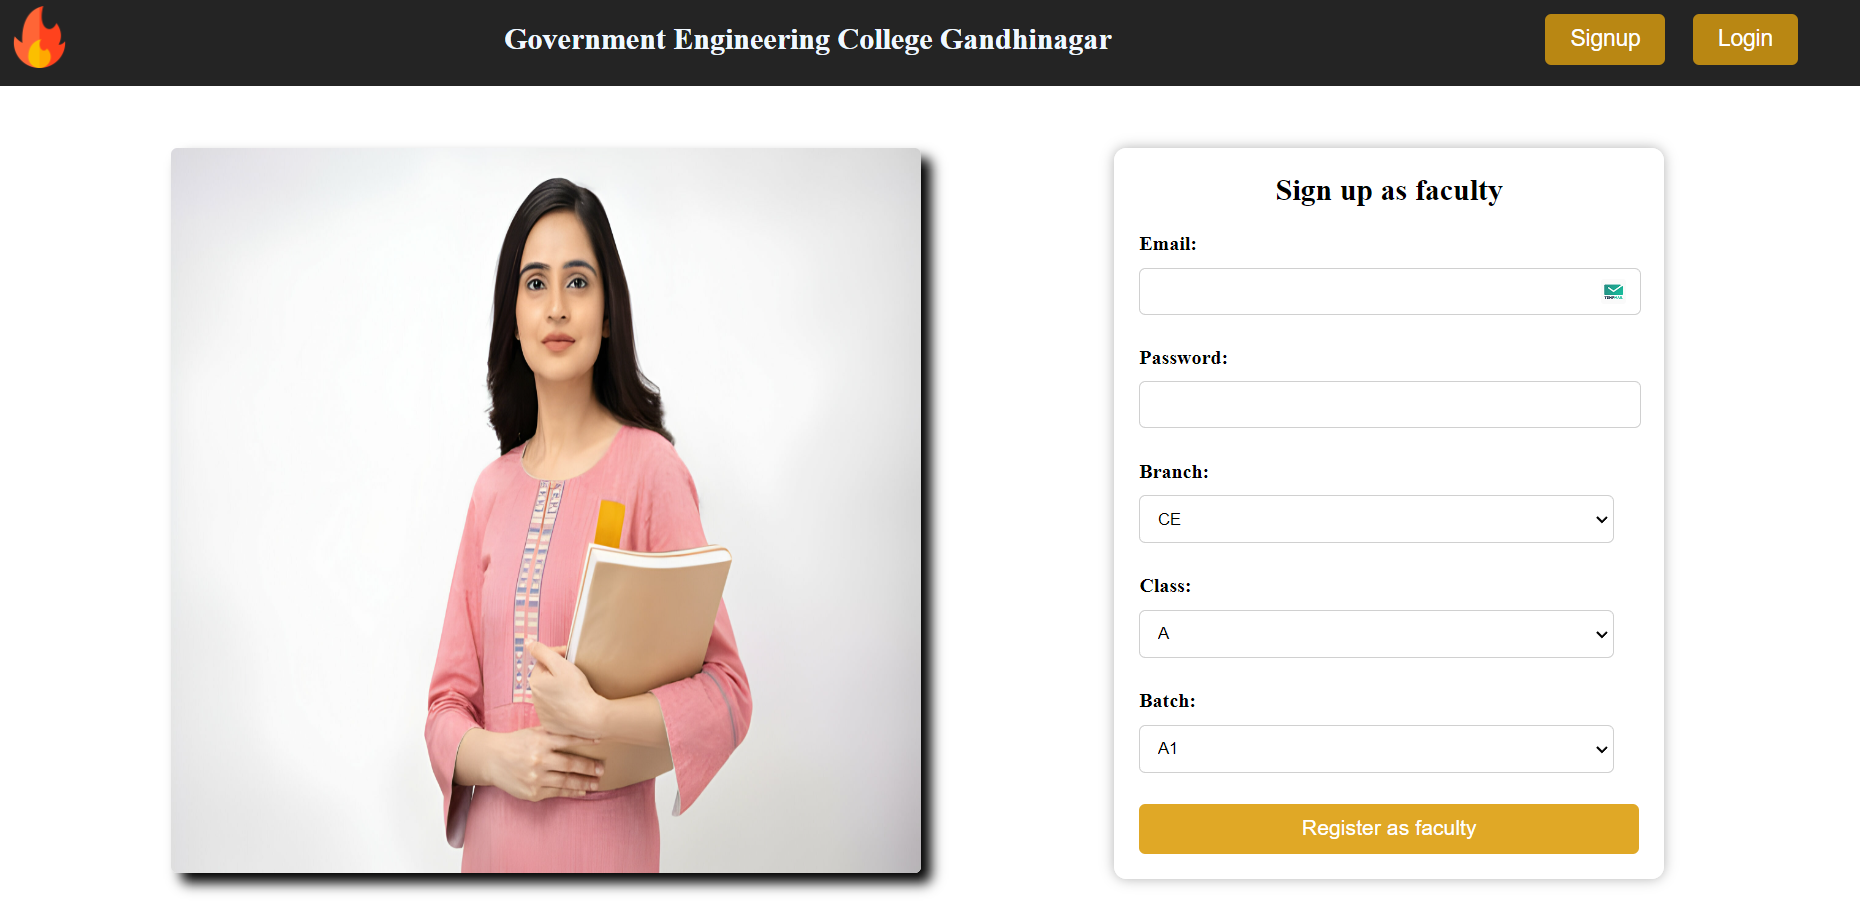 Government Engineering College Gandhinagar
Signup
Login
Sign up as faculty
Email:
Password:
Branch:
CE
Class:
A
Batch:
A1
Register as faculty